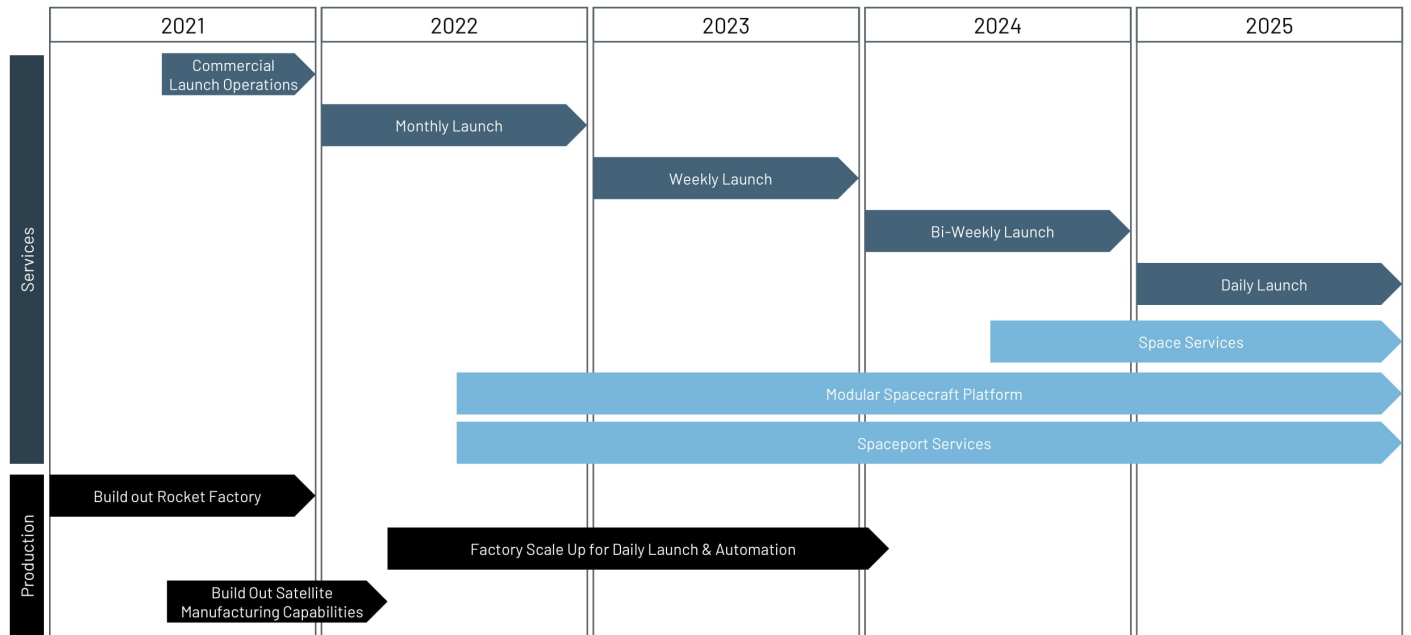 2021
2022
2023
2024
2025
Services
Commercial
Launch Operations
Monthly Launch
Weekly Launch
Bi-Weekly Launch
Daily Launch
Space Services
Modular Spacecraft Platform
Spaceport Services
Production
Build out Rocket Factory
Factory Scale Up for Daily Launch & Automation
Build Out Satellite
Manufacturing Capabilities